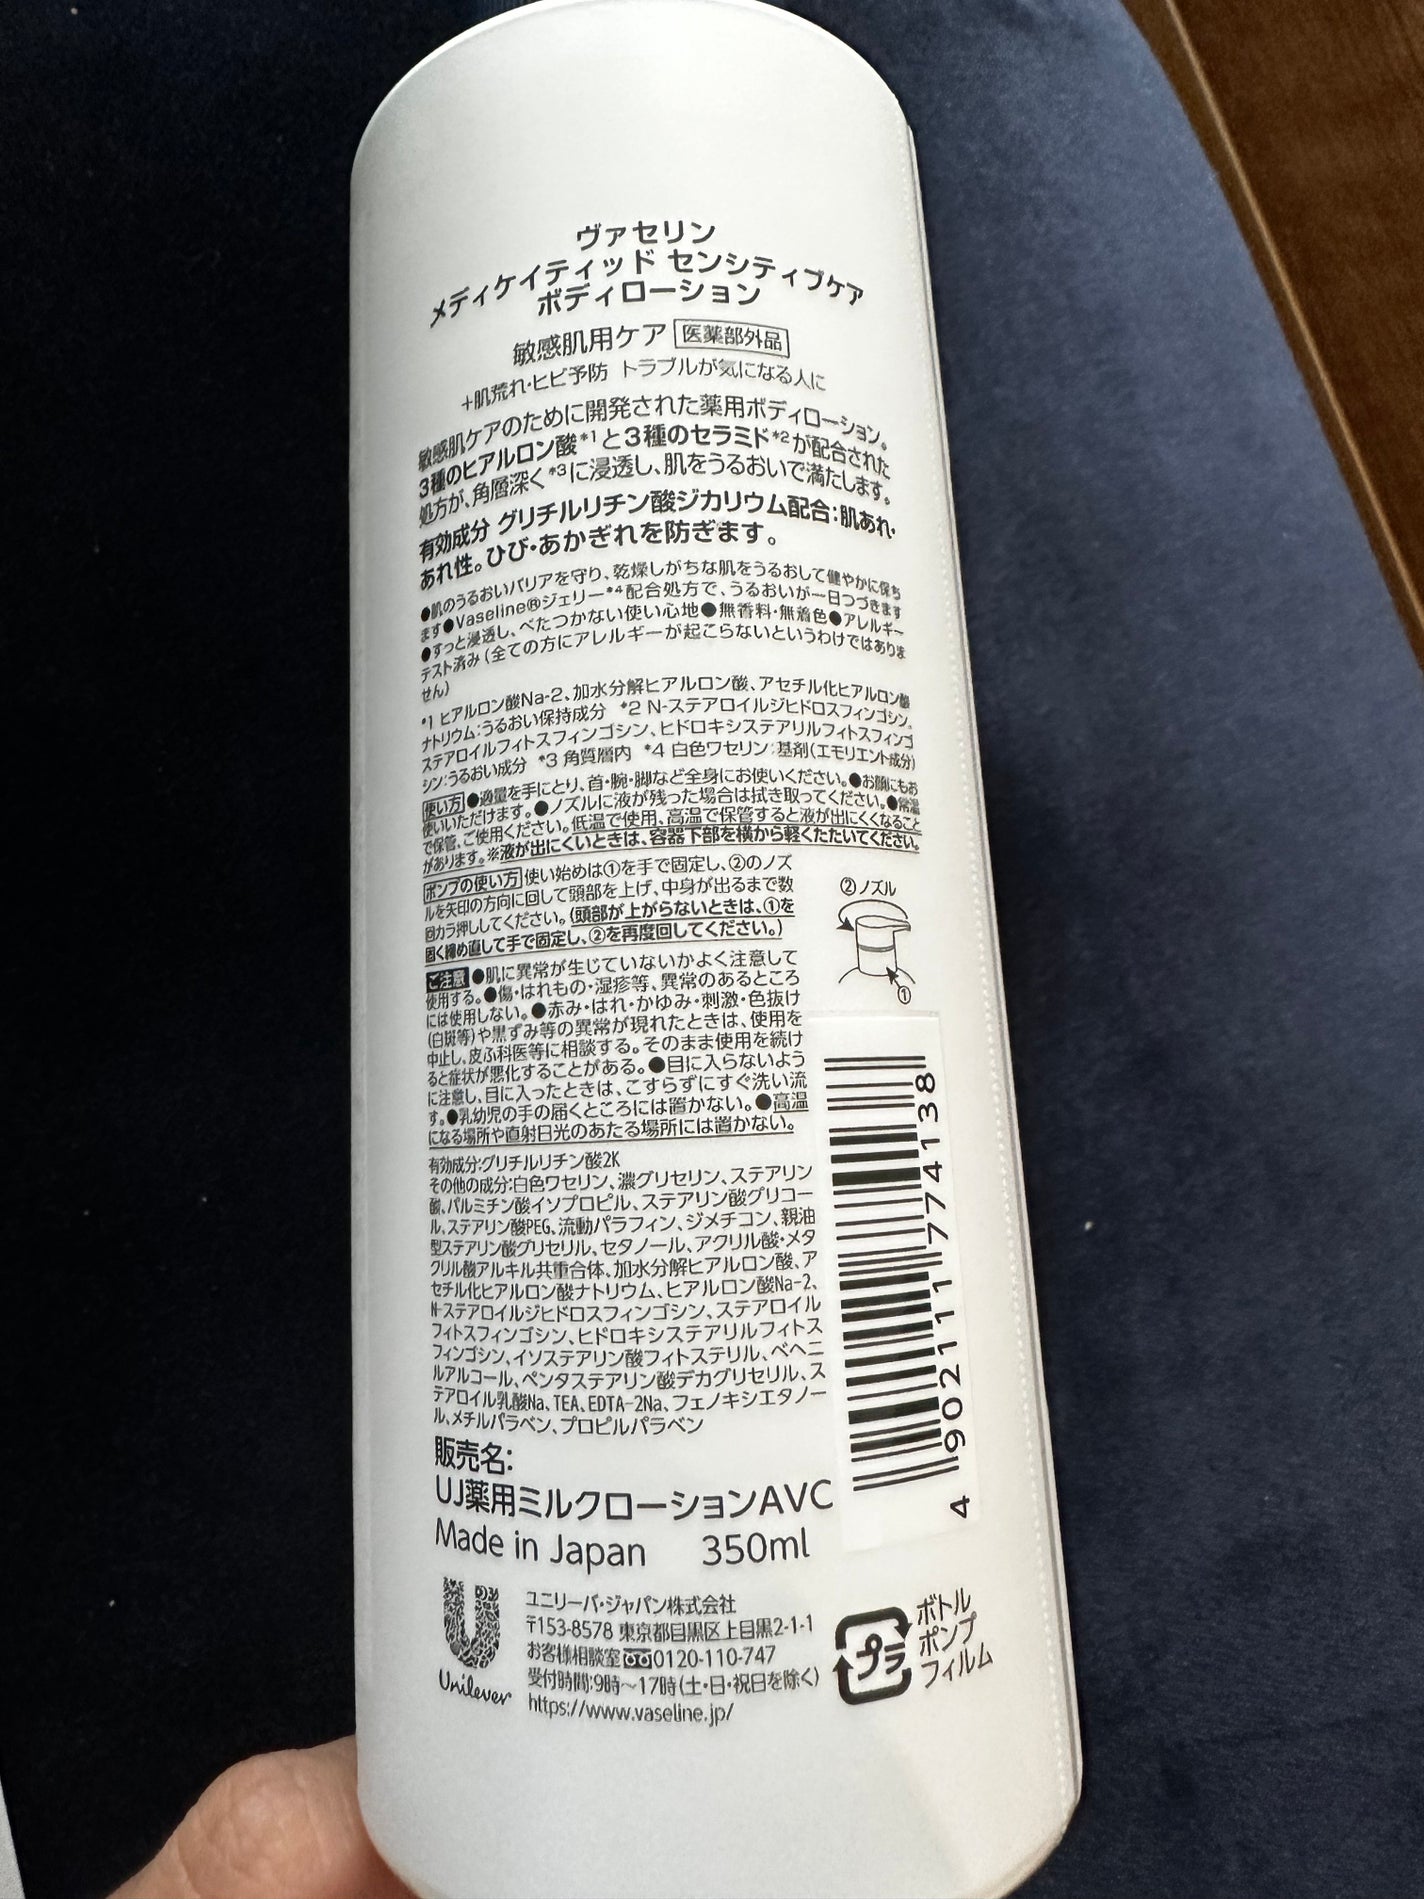 ヴァセリン
メディケイティッド センシティブケア
ボディローション
敏感肌用ケア 医薬部外品
+肌荒れ・ヒビ予防 トラブルが気になる人に
敏感肌ケアのために開発された薬用ボディローション。
3種のヒアルロン酸*1と3種のセラミド*2が配合された
処方が、角層深く*3に浸透し、肌をうるおいで満たします。
有効成分 グリチルリチン酸ジカリウム配合:肌あれ・
あれ性。ひび・あかぎれを防ぎます。
●肌のうるおいバリアを守り、乾燥しがちな肌をうるおして健やかに保ち
ます●Vaseline®ジェリー*4配合処方で、うるおいが一日つづきます
●すっと浸透し、べたつかない使い心地●無香料・無着色●アレルギー
テスト済み(全ての方にアレルギーが起こらないというわけではありま
せん)
*1 ヒアルロン酸Na-2、加水分解ヒアルロン酸、アセチル化ヒアルロン酸
ナトリウム:うるおい保持成分 *2 N-ステアロイルジヒドロスフィンゴシン、
ステアロイルフィトスフィンゴシン、ヒドロキシステアリルフィトスフィンゴ
シン:うるおい成分 *3 角質層内 *4 白色ワセリン:基剤(エモリエント成分)
使い方 ●適量を手にとり、首・腕・脚など全身にお使いください。●お顔にもお
使いいただけます。●ノズルに液が残った場合は拭き取ってください。●常温
で保管、ご使用ください。低温で使用、高温で保管すると液が出にくくなること
があります。※液が出にくいときは、容器下部を横から軽くたたいてください。
ポンプの使い方 使い始めは①を手で固定し、②のノズ
ルを矢印の方向に回して頭部を上げ、中身が出るまで数
回カラ押ししてください。(頭部が上がらないときは、①を
固く締め直して手で固定し、②を再度回してください。)
②ノズル
①
ご注意 ●肌に異常が生じていないかよく注意して
使用する。●傷・はれもの・湿疹等、異常のあるところ
には使用しない。●赤み・はれ・かゆみ・刺激・色抜け
(白斑等)や黒ずみ等の異常が現れたときは、使用を
中止し、皮ふ科医等に相談する。そのまま使用を続け
ると症状が悪化することがある。●目に入らないよう
に注意し、目に入ったときは、こすらずにすぐ洗い流
す。●乳幼児の手の届くところには置かない。●高温
になる場所や直射日光のあたる場所には置かない。
有効成分:グリチルリチン酸2K
その他の成分:白色ワセリン、濃グリセリン、ステアリン
酸、パルミチン酸イソプロピル、ステアリン酸グリコー
ル、ステアリン酸PEG、流動パラフィン、ジメチコン、親油
型ステアリン酸グリセリル、セタノール、アクリル酸・メタ
クリル酸アルキル共重合体、加水分解ヒアルロン酸、ア
セチル化ヒアルロン酸ナトリウム、ヒアルロン酸Na-2、
N-ステアロイルジヒドロスフィンゴシン、ステアロイル
フィトスフィンゴシン、ヒドロキシステアリルフィトス
フィンゴシン、イソステアリン酸フィトステリル、ベヘニ
ルアルコール、ペンタステアリン酸デカグリセリル、ス
テアロイル乳酸Na、TEA、EDTA-2Na、フェノキシエタノー
ル、メチルパラベン、プロピルパラベン
4 902111 774138
販売名:
UJ薬用ミルクローションAVC
Made in Japan 350ml
Unilever
ユニリーバ・ジャパン株式会社
〒153-8578 東京都目黒区上目黒2-1-1
お客様相談室 0120-110-747
受付時間:9時～17時(土・日・祝日を除く)
https://www.vaseline.jp/
プラ
ボトル
ポンプ
フィルム